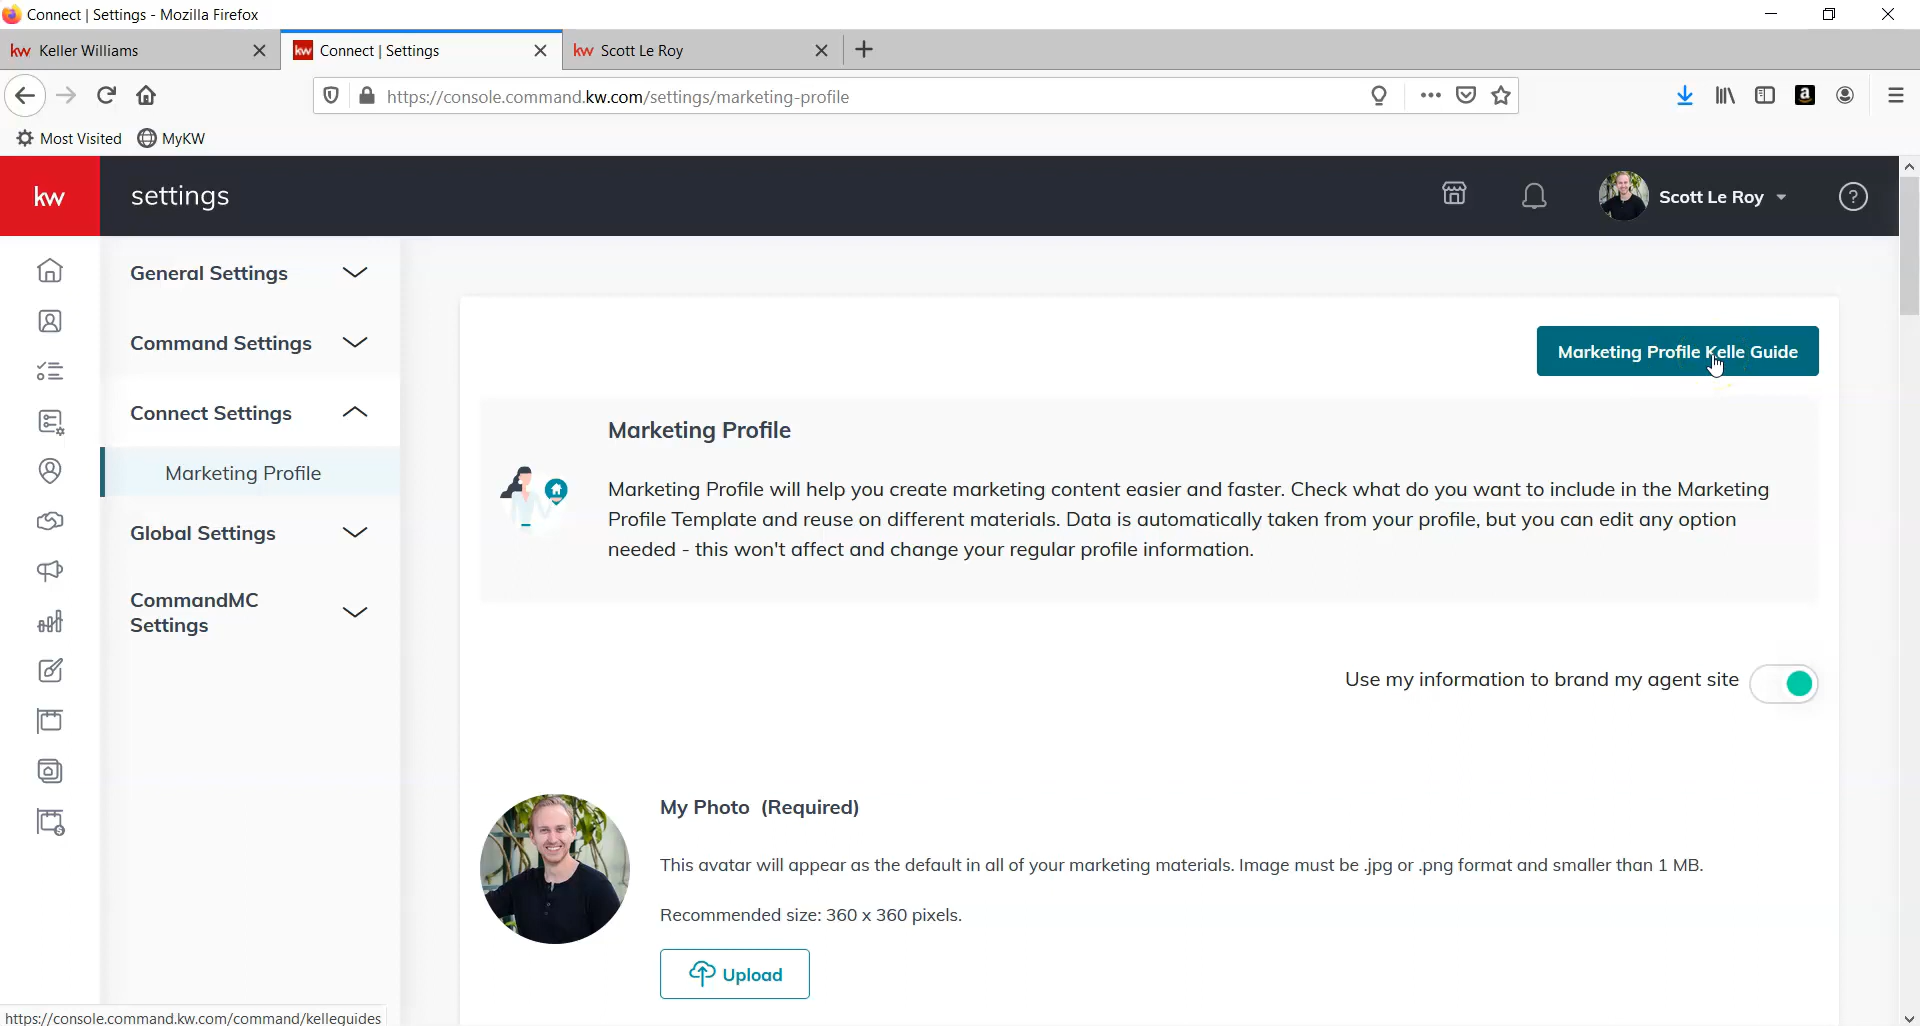 Connect | Settings - Mozilla Firefox
kw Keller Williams
kw Connect | Settings
kw Scott Le Roy
https://console.command.kw.com/settings/marketing-profile
a
Most Visited
MyKW
kw
settings
Scott Le Roy
?
General Settings
Command Settings
Connect Settings
Marketing Profile
Global Settings
CommandMC
Settings
Marketing Profile Kelle Guide
Marketing Profile
Marketing Profile will help you create marketing content easier and faster. Check what do you want to include in the Marketing
Profile Template and reuse on different materials. Data is automatically taken from your profile, but you can edit any option
needed - this won't affect and change your regular profile information.
Use my information to brand my agent site
My Photo (Required)
This avatar will appear as the default in all of your marketing materials. Image must be .jpg or .png format and smaller than 1 MB.
Recommended size: 360 x 360 pixels.
Upload
https://console.command.kw.com/command/kelleguides